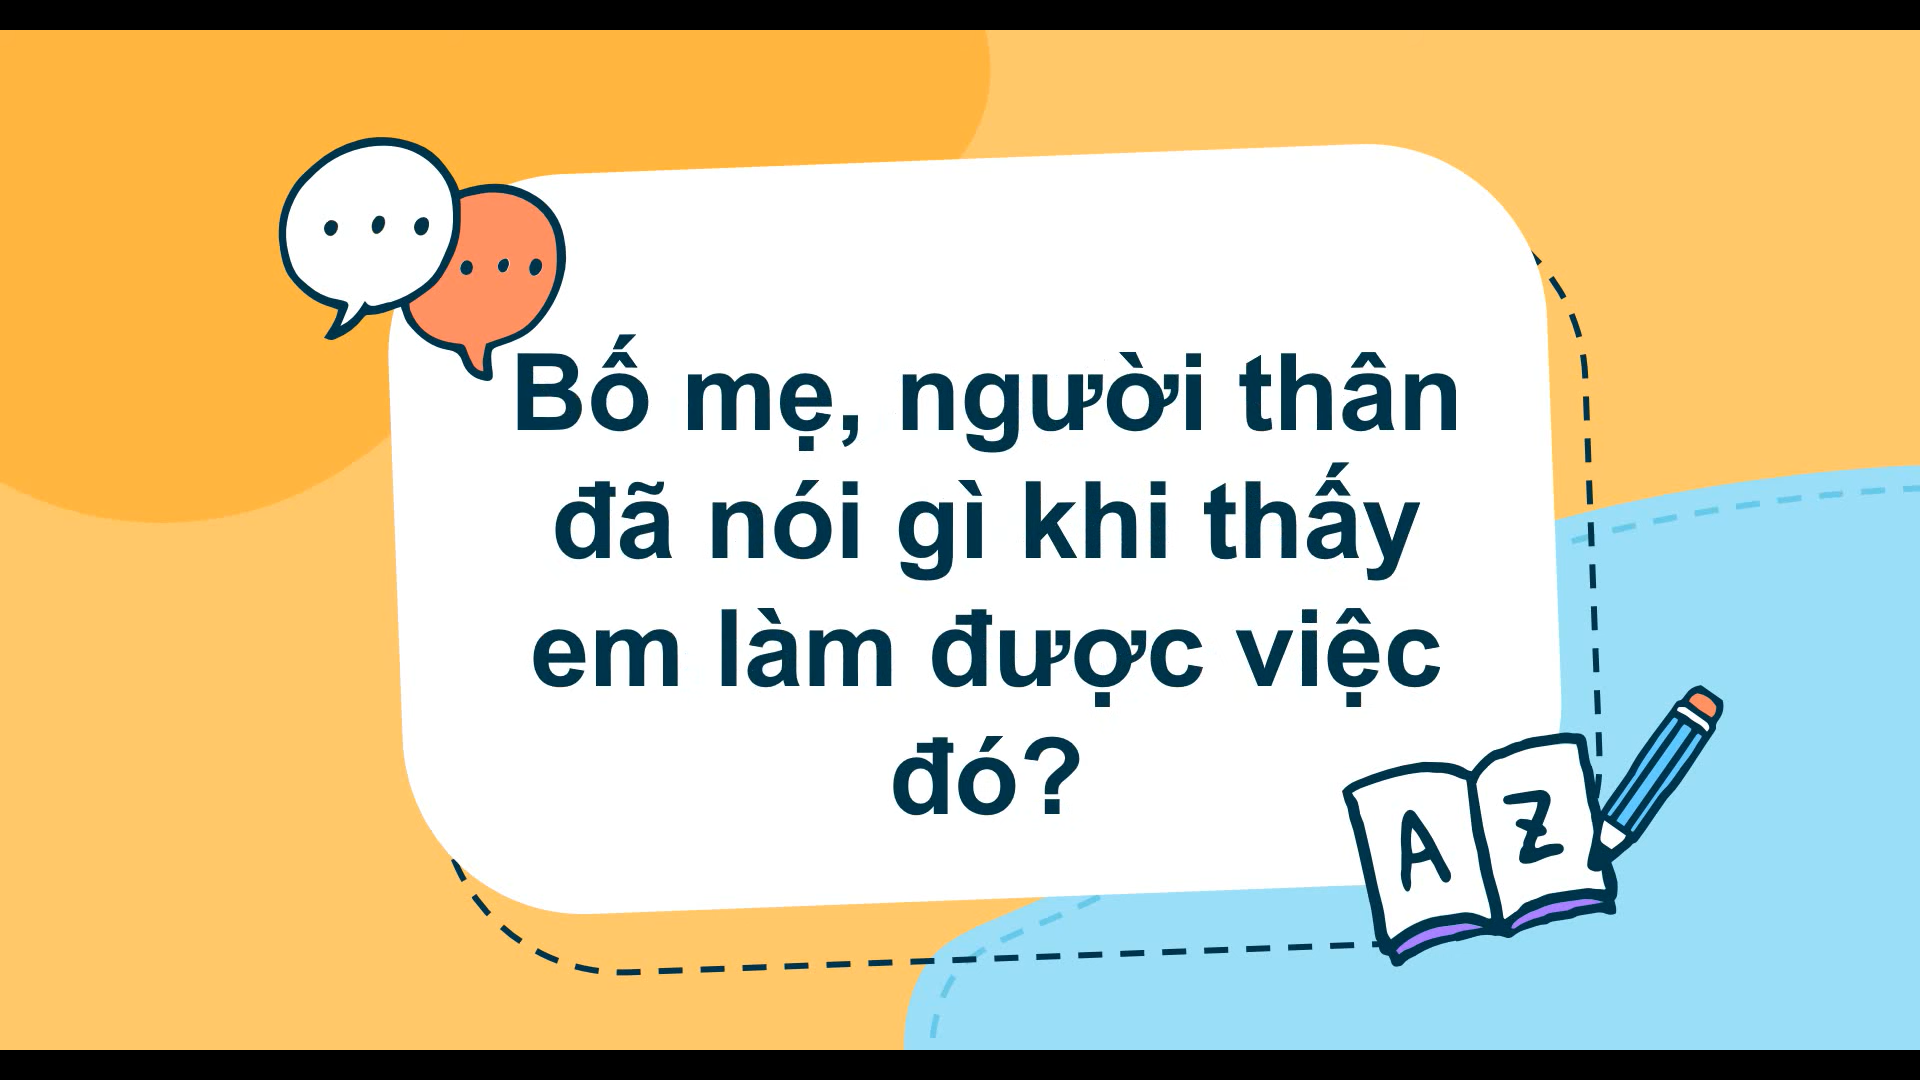 Bố mẹ, người thân
đã nói gì khi thấy
em làm được việc
đó?
A Z